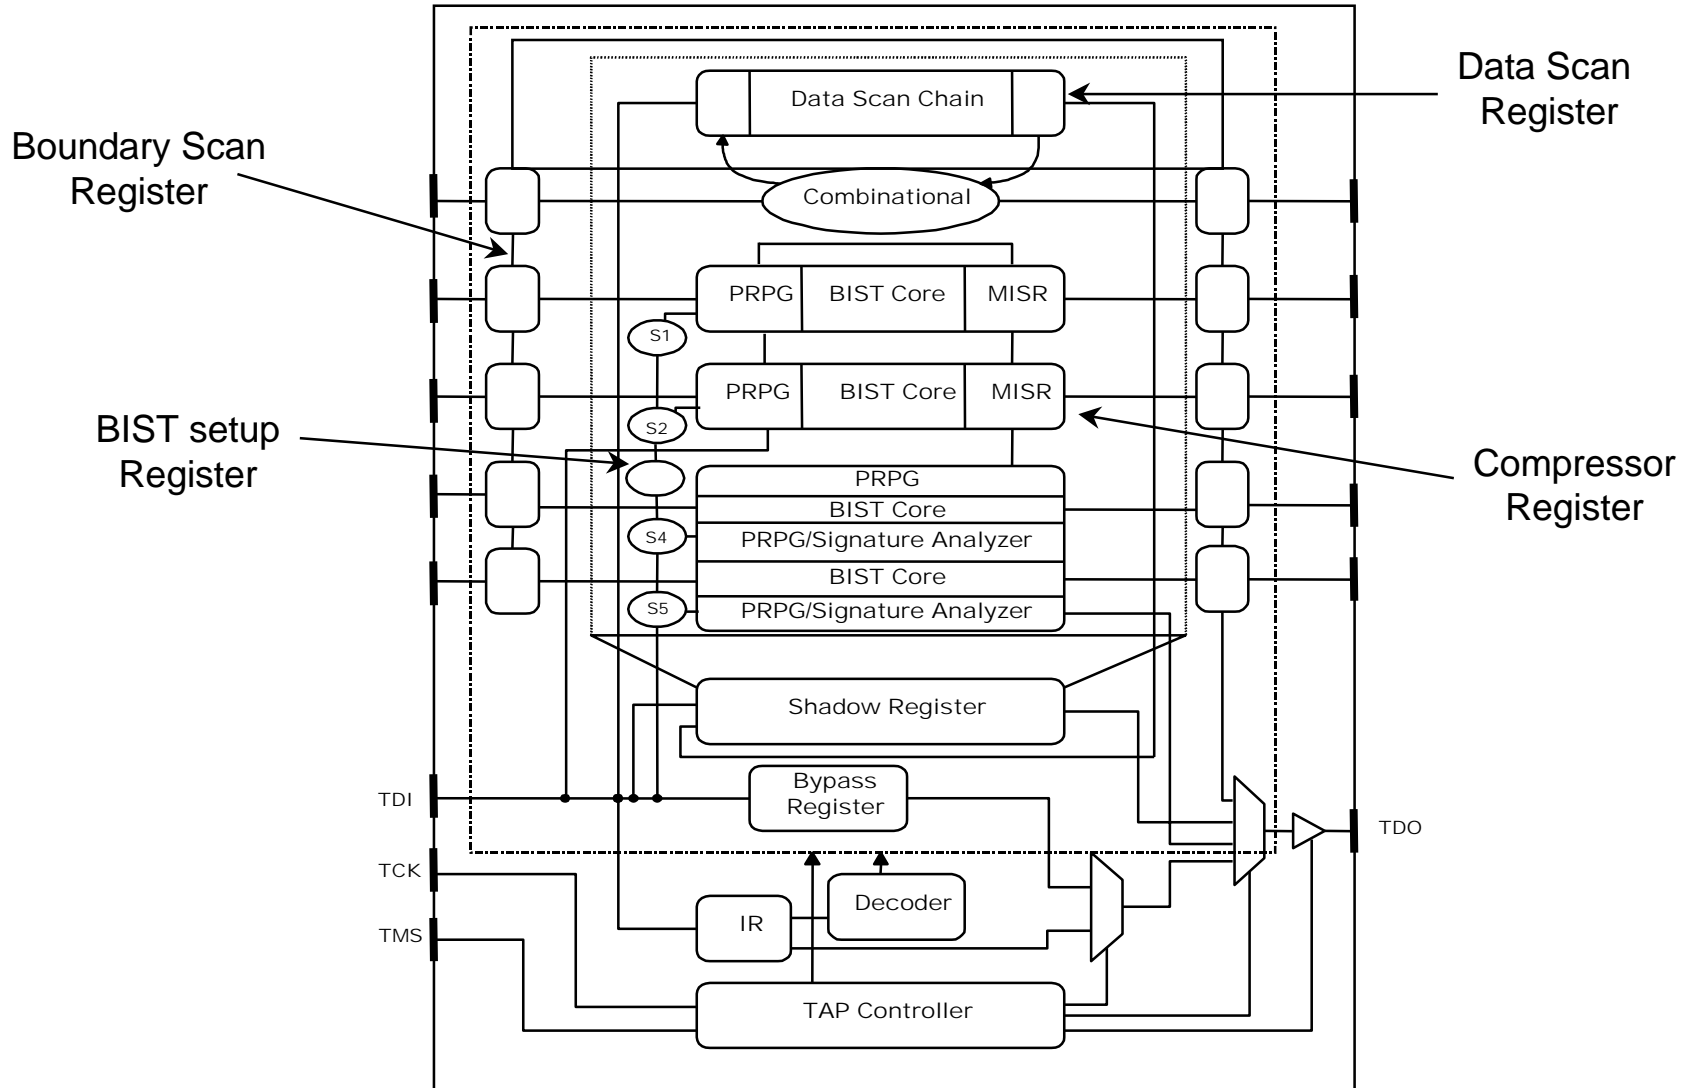 Data Scan
Register
Data Scan Chain
Boundary Scan
Register
Combinational
PRPG BIST Core MISR
S1
PRPG BIST Core MISR
S2
BIST setup
Register
Compressor
Register
PRPG
BIST Core
S4
PRPG/Signature Analyzer
BIST Core
S5
PRPG/Signature Analyzer
Shadow Register
Bypass
Register
TDI
TDO
TCK
Decoder
IR
TMS
TAP Controller